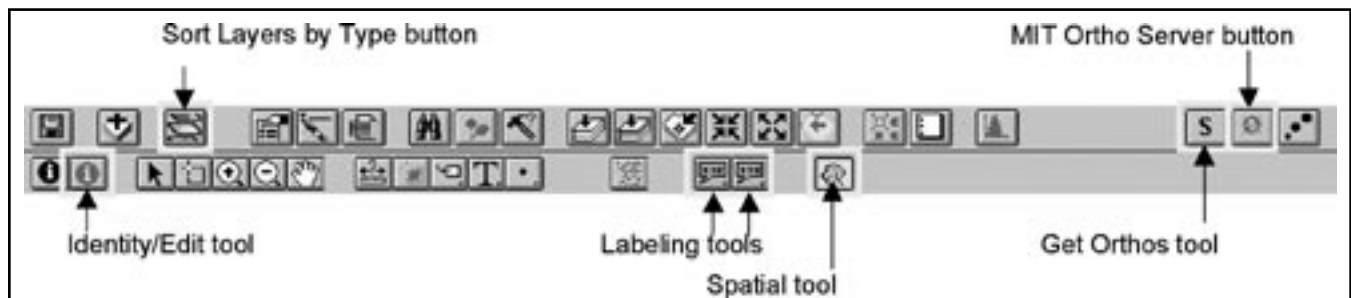 Sort Layers by Type button
MIT Ortho Server button
S
T
Identity/Edit tool
Labeling tools
Get Orthos tool
Spatial tool